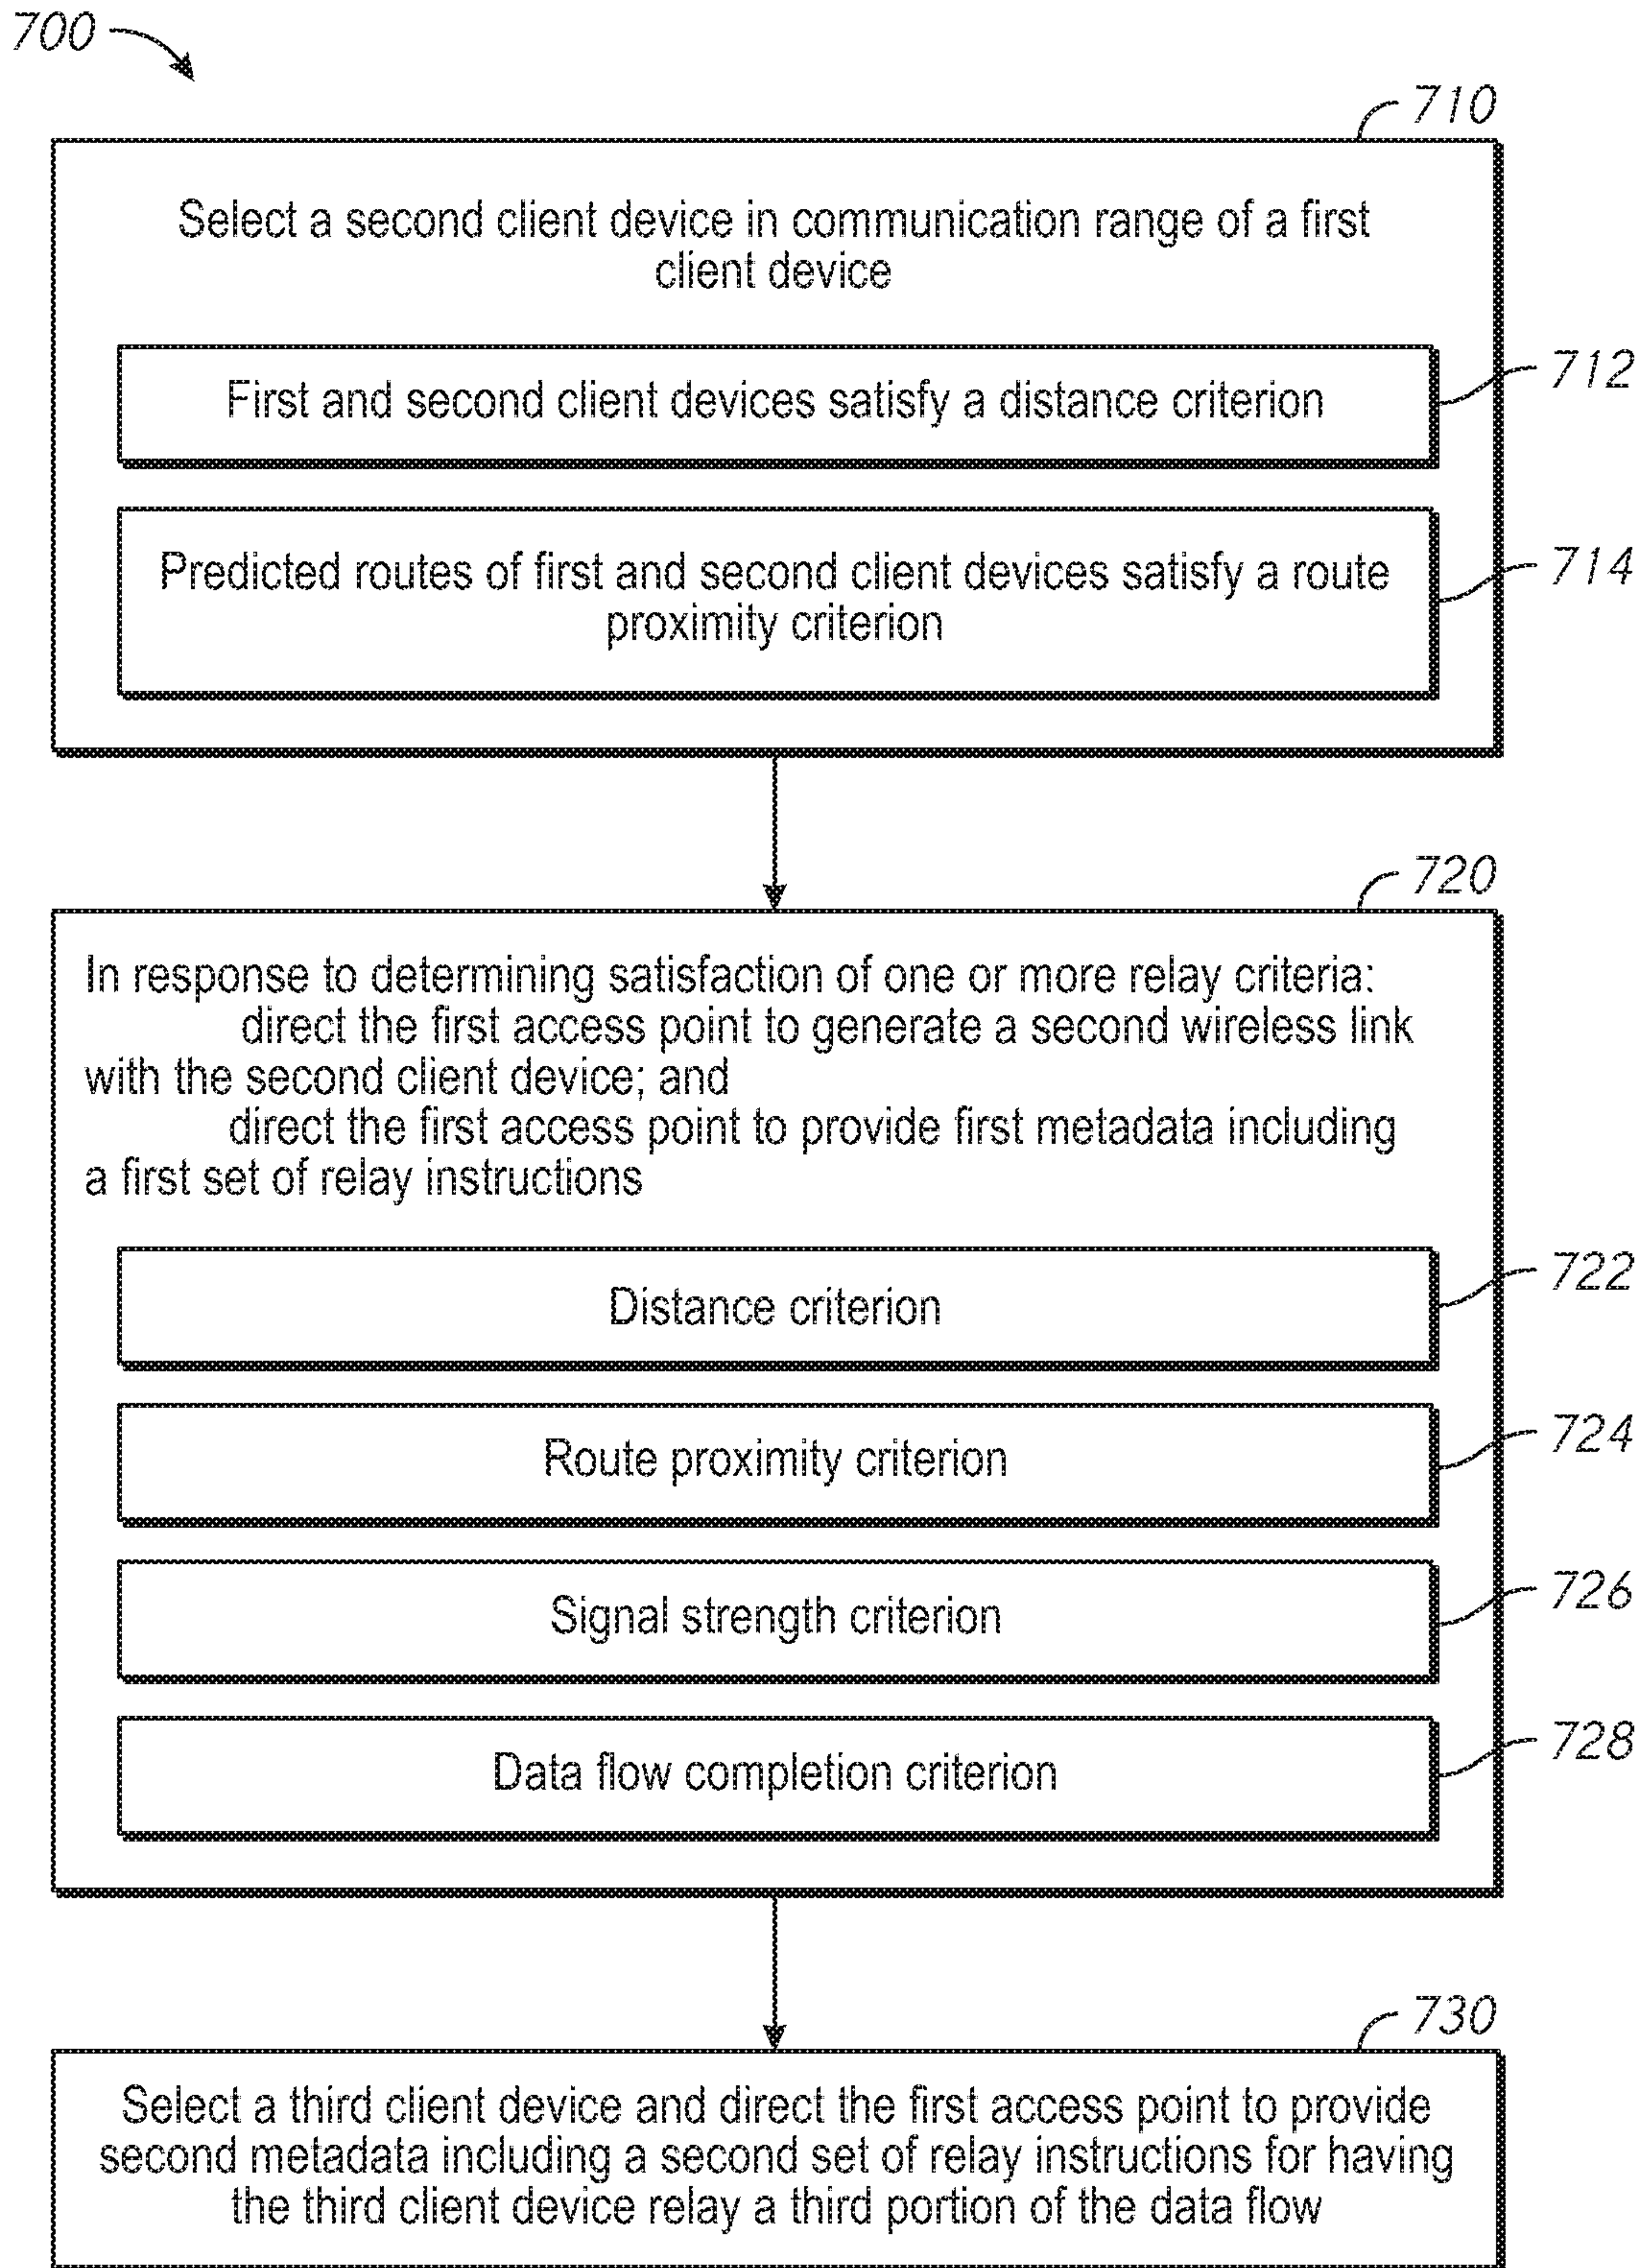 700
710
Select a second client device in communication range of a first
client device
712
First and second client devices satisfy a distance criterion
714
Predicted routes of first and second client devices satisfy a route
proximity criterion
720
In response to determining satisfaction of one or more relay criteria:
direct the first access point to generate a second wireless link
with the second client device; and
direct the first access point to provide first metadata including
a first set of relay instructions
722
Distance criterion
724
Route proximity criterion
726
Signal strength criterion
728
Data flow completion criterion
730
Select a third client device and direct the first access point to provide
second metadata including a second set of relay instructions for having
the third client device relay a third portion of the data flow